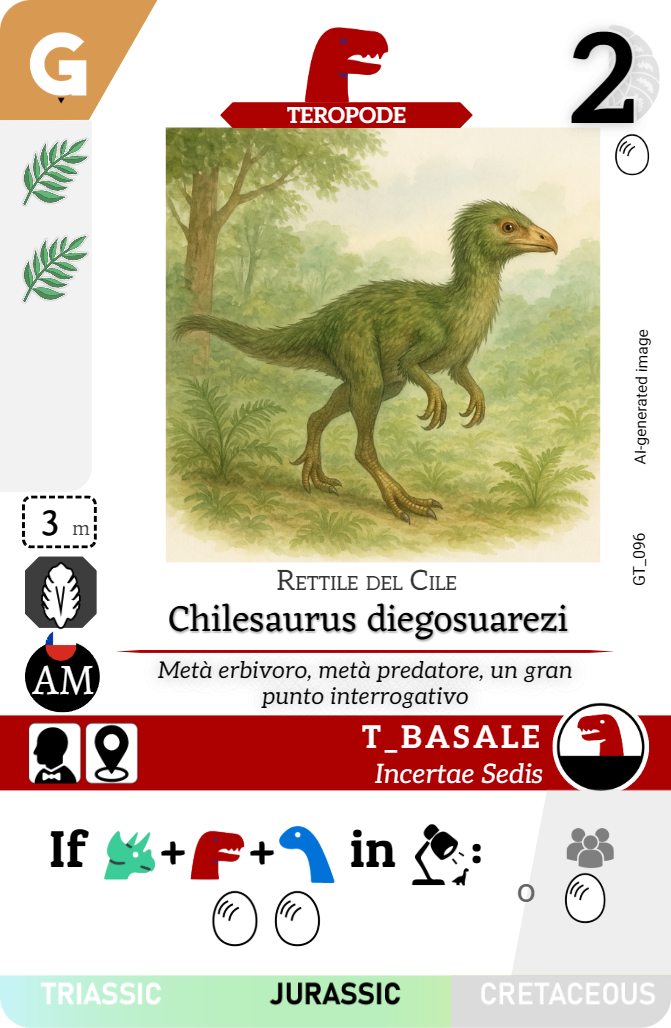 G
TEROPODE
2
AI-generated image
GT_096
3 m
AM
Rettile del Cile
Chilesaurus diegosuarezi
Metà erbivoro, metà predatore, un gran
punto interrogativo
T_BASALE
Incertae Sedis
If + + in :
o
TRIASSIC JURASSIC CRETACEOUS